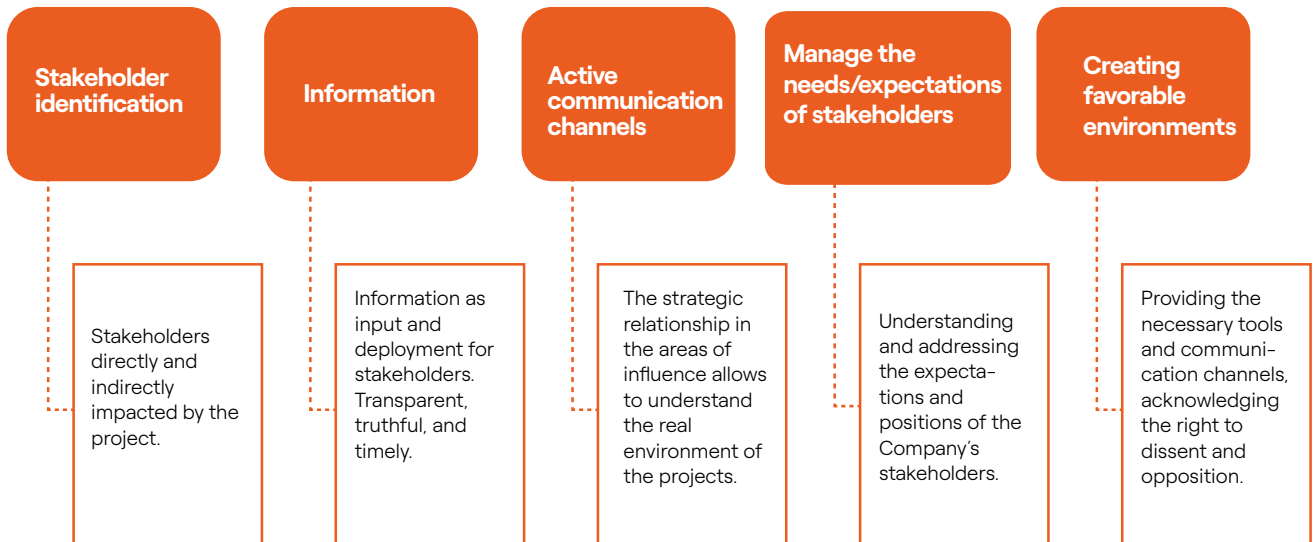 Stakeholder
identification
Information
Active
communication
channels
Manage the
needs/expectations
of stakeholders
Creating
favorable
environments
Stakeholders
directly and
indirectly
impacted by the
project.
Information as
input and
deployment for
stakeholders.
Transparent,
truthful, and
timely.
The strategic
relationship in
the areas of
influence allows
to understand
the real
environment of
the projects.
Understanding
and addressing
the expecta-
tions and
positions of the
Company’s
stakeholders.
Providing the
necessary tools
and communi-
cation channels,
acknowledging
the right to
dissent and
opposition.